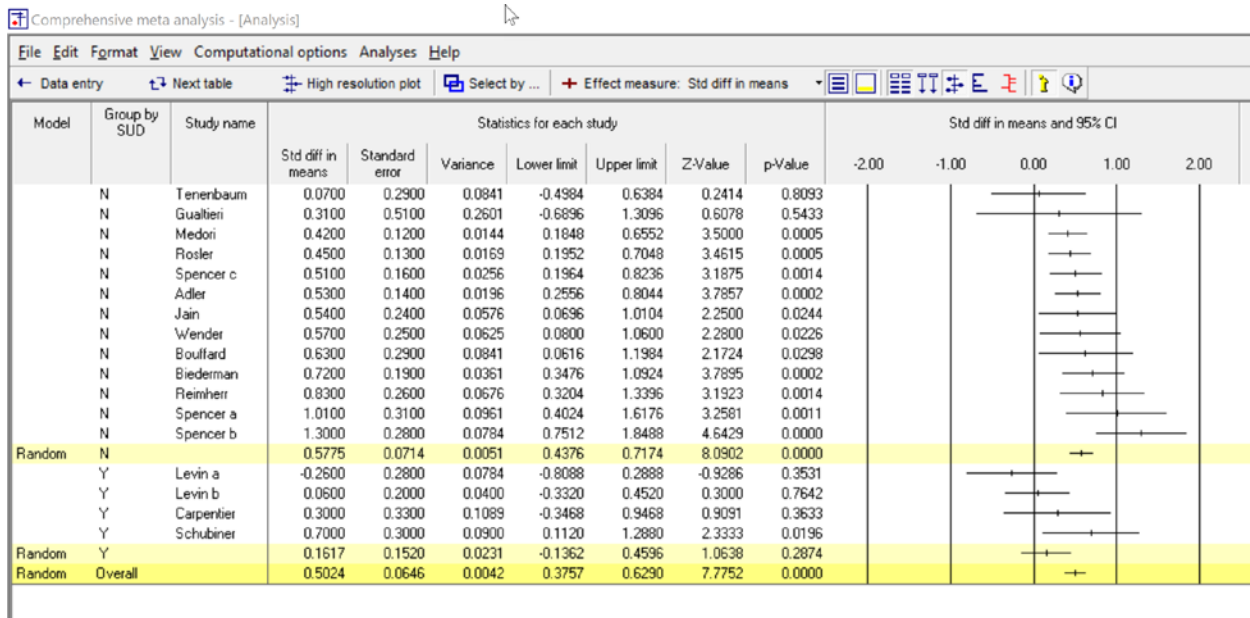 Comprehensive meta analysis - [Analysis]
File Edit Format View Computational options Analyses Help
← Data entry Next table High resolution plot Select by ... + Effect measure: Std diff in means
Model Group by SUD Study name Statistics for each study Std diff in means and 95% CI
Std diff in means Standard error Variance Lower limit Upper limit Z-Value p-Value -2.00 -1.00 0.00 1.00 2.00
N Tenenbaum 0.0700 0.2900 0.0841 -0.4984 0.6384 0.2414 0.8093
N Gualtieri 0.3100 0.5100 0.2601 -0.6896 1.3096 0.6078 0.5433
N Medori 0.4200 0.1200 0.0144 0.1848 0.6552 3.5000 0.0005
N Rosler 0.4500 0.1300 0.0169 0.1952 0.7048 3.4615 0.0005
N Spencer c 0.5100 0.1600 0.0256 0.1964 0.8236 3.1875 0.0014
N Adler 0.5300 0.1400 0.0196 0.2556 0.8044 3.7857 0.0002
N Jain 0.5400 0.2400 0.0576 0.0696 1.0104 2.2500 0.0244
N Wender 0.5700 0.2500 0.0625 0.0800 1.0600 2.2800 0.0226
N Bouffard 0.6300 0.2900 0.0841 0.0616 1.1984 2.1724 0.0298
N Biederman 0.7200 0.1900 0.0361 0.3476 1.0924 3.7895 0.0002
N Reimherr 0.8300 0.2600 0.0676 0.3204 1.3396 3.1923 0.0014
N Spencer a 1.0100 0.3100 0.0961 0.4024 1.6176 3.2581 0.0011
N Spencer b 1.3000 0.2800 0.0784 0.7512 1.8488 4.6429 0.0000
Random N 0.5775 0.0714 0.0051 0.4376 0.7174 8.0902 0.0000
Y Levin a -0.2600 0.2800 0.0784 -0.8088 0.2888 -0.9286 0.3531
Y Levin b 0.0600 0.2000 0.0400 -0.3320 0.4520 0.3000 0.7642
Y Carpentier 0.3000 0.3300 0.1089 -0.3468 0.9468 0.9091 0.3633
Y Schubiner 0.7000 0.3000 0.0900 0.1120 1.2880 2.3333 0.0196
Random Y 0.1617 0.1520 0.0231 -0.1362 0.4596 1.0638 0.2874
Random Overall 0.5024 0.0646 0.0042 0.3757 0.6290 7.7752 0.0000